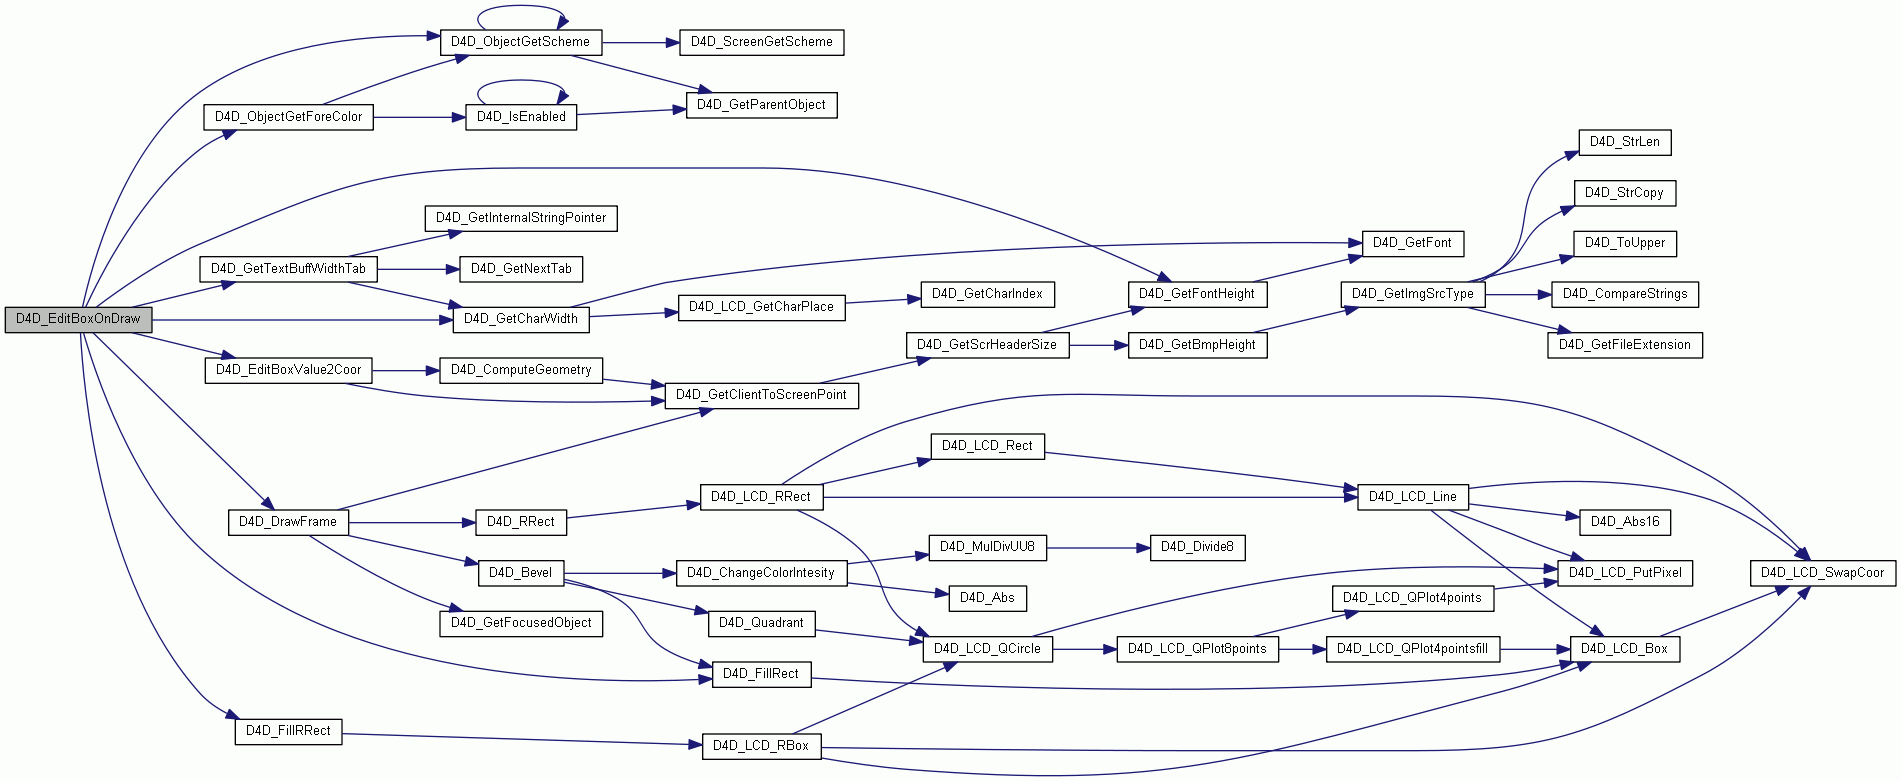 D4D_ObjectGetScheme
D4D_ScreenGetScheme
D4D_GetParentObject
D4D_ObjectGetForeColor
D4D_IsEnabled
D4D_StrLen
D4D_StrCopy
D4D_GetInternalStringPointer
D4D_GetFont
D4D_ToUpper
D4D_GetTextBuffWidthTab
D4D_GetNextTab
D4D_GetCharIndex
D4D_GetFontHeight
D4D_GetImgSrcType
D4D_CompareStrings
D4D_LCD_GetCharPlace
D4D_EditBoxOnDraw
D4D_GetCharWidth
D4D_GetScrHeaderSize
D4D_GetBmpHeight
D4D_GetFileExtension
D4D_EditBoxValue2Coor
D4D_ComputeGeometry
D4D_GetClientToScreenPoint
D4D_LCD_Rect
D4D_LCD_RRect
D4D_LCD_Line
D4D_DrawFrame
D4D_RRect
D4D_Abs16
D4D_MulDivUU8
D4D_Divide8
D4D_Bevel
D4D_ChangeColorIntesity
D4D_LCD_PutPixel
D4D_LCD_SwapCoor
D4D_Abs
D4D_LCD_QPlot4points
D4D_GetFocusedObject
D4D_Quadrant
D4D_LCD_QCircle
D4D_LCD_QPlot8points
D4D_LCD_QPlot4pointsfill
D4D_LCD_Box
D4D_FillRect
D4D_FillRRect
D4D_LCD_RBox